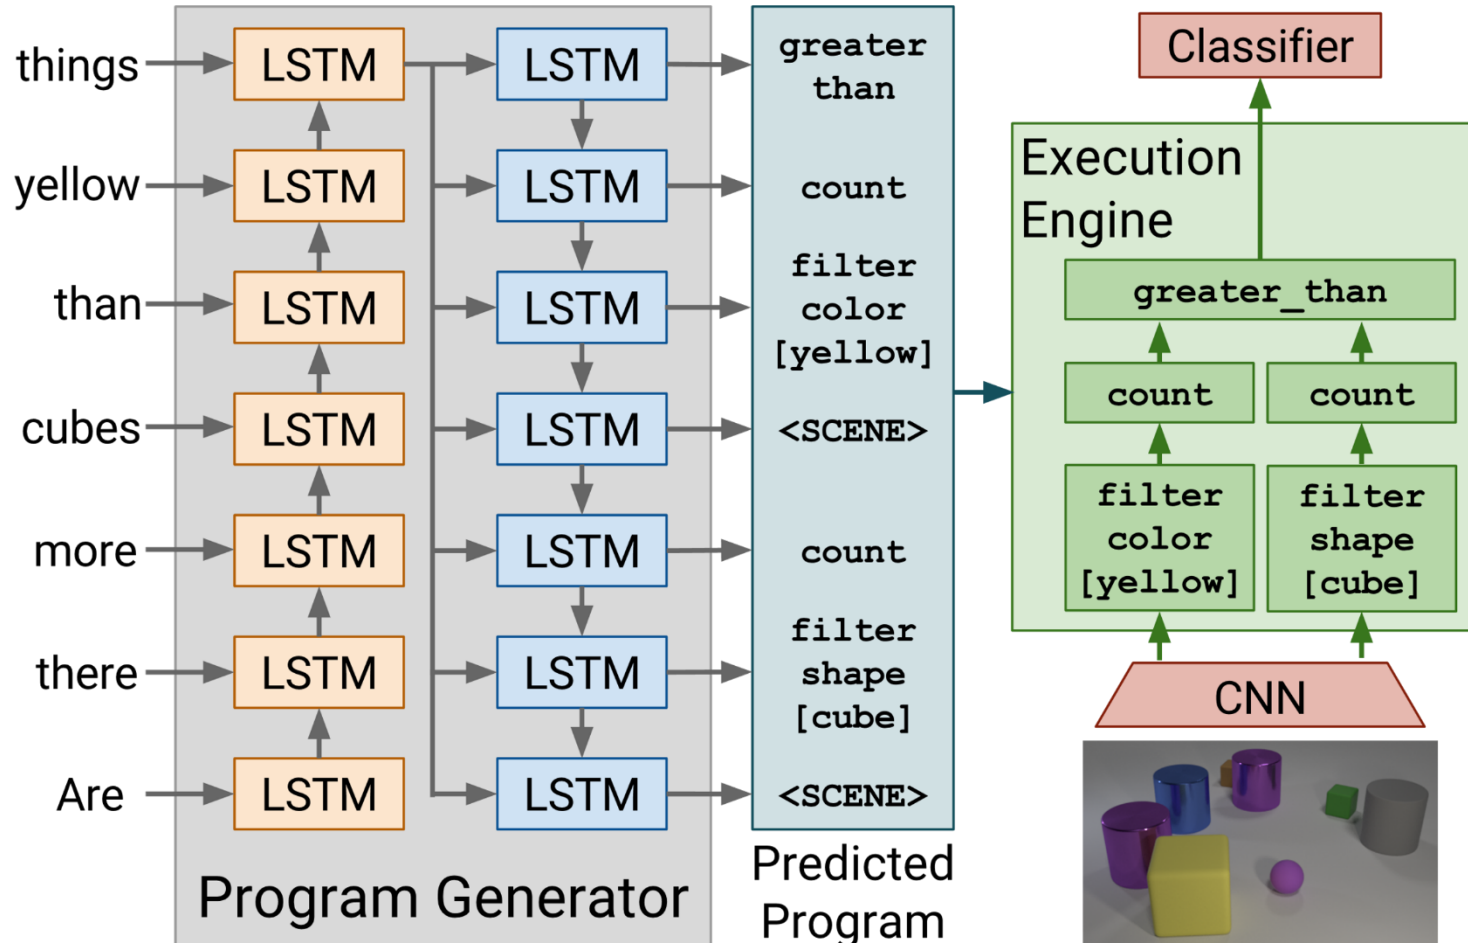 things
yellow
than
cubes
more
there
Are
LSTM
LSTM
LSTM
LSTM
LSTM
LSTM
LSTM
LSTM
LSTM
LSTM
LSTM
LSTM
LSTM
LSTM
Program Generator
greater
than
count
filter
color
[yellow]
<SCENE>
count
filter
shape
[cube]
<SCENE>
Predicted
Program
Classifier
Execution
Engine
greater_than
count
count
filter
color
[yellow]
filter
shape
[cube]
CNN